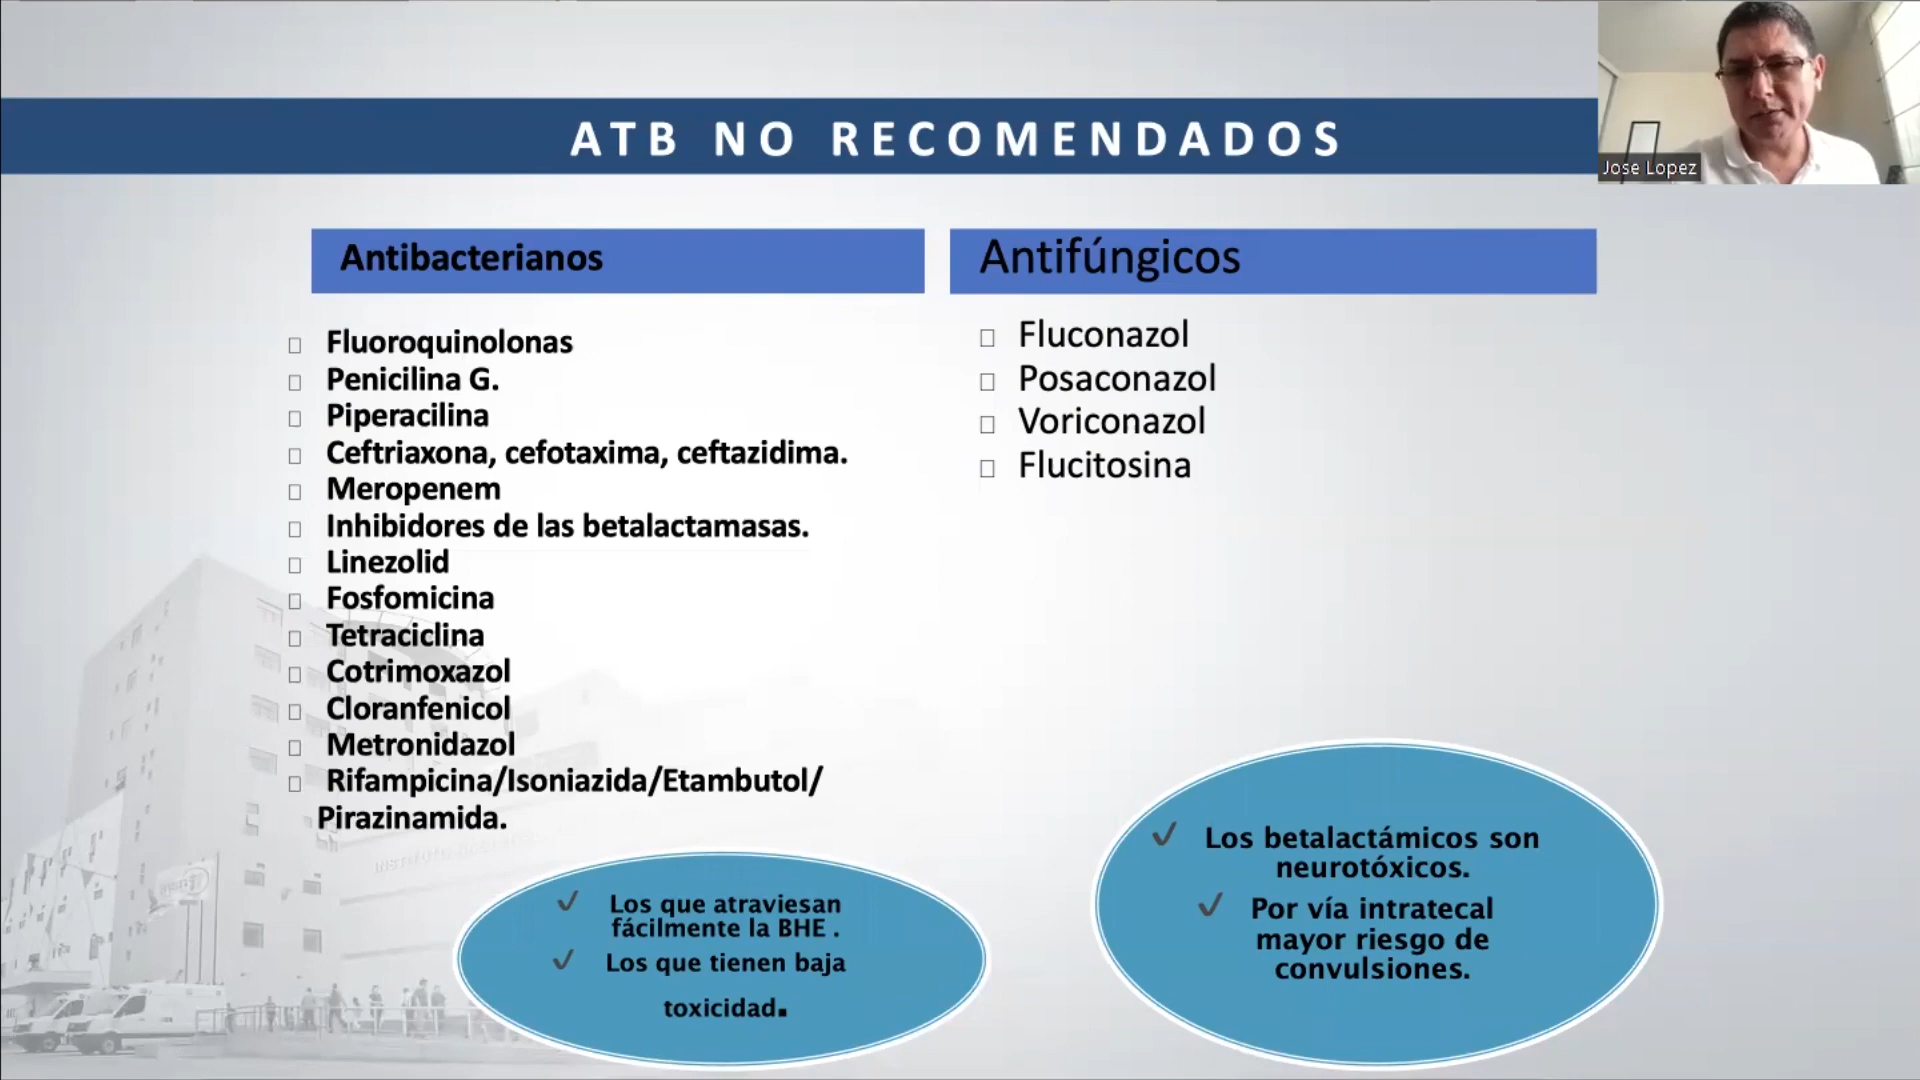 ATB NO RECOMENDADOS
Jose Lopez
Antibacterianos
Fluoroquinolonas
Penicilina G.
Piperacilina
Ceftriaxona, cefotaxima, ceftazidima.
Meropenem
Inhibidores de las betalactamasas.
Linezolid
Fosfomicina
Tetraciclina
Cotrimoxazol
Cloranfenicol
Metronidazol
Rifampicina/Isoniazida/Etambutol/
Pirazinamida.
Antifúngicos
Fluconazol
Posaconazol
Voriconazol
Flucitosina
✓ Los que atraviesan
fácilmente la BHE .
✓ Los que tienen baja
toxicidad.
✓ Los betalactámicos son
neurotóxicos.
✓ Por vía intratecal
mayor riesgo de
convulsiones.